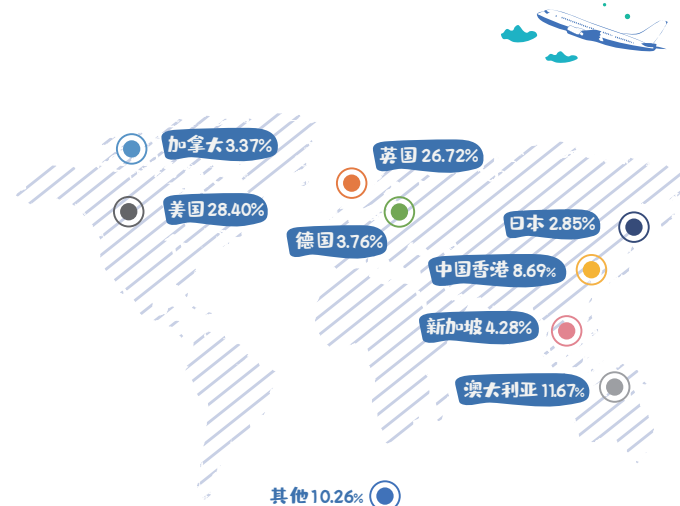 加拿大 3.37%
英国 26.72%
美国 28.40%
日本 2.85%
德国 3.76%
中国香港 8.69%
新加坡 4.28%
澳大利亚 11.67%
其他 10.26%